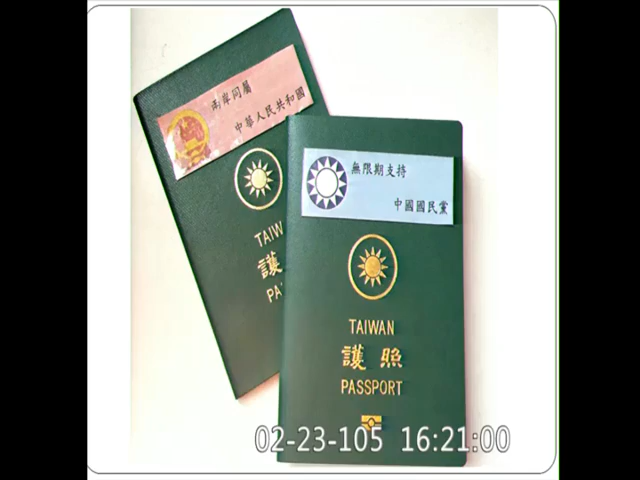 兩岸同屬
中華人民共和國
TAIW
護
PA
無限期支持
中國國民黨
TAIWAN
護照
PASSPORT
02-23-105 16:21:00